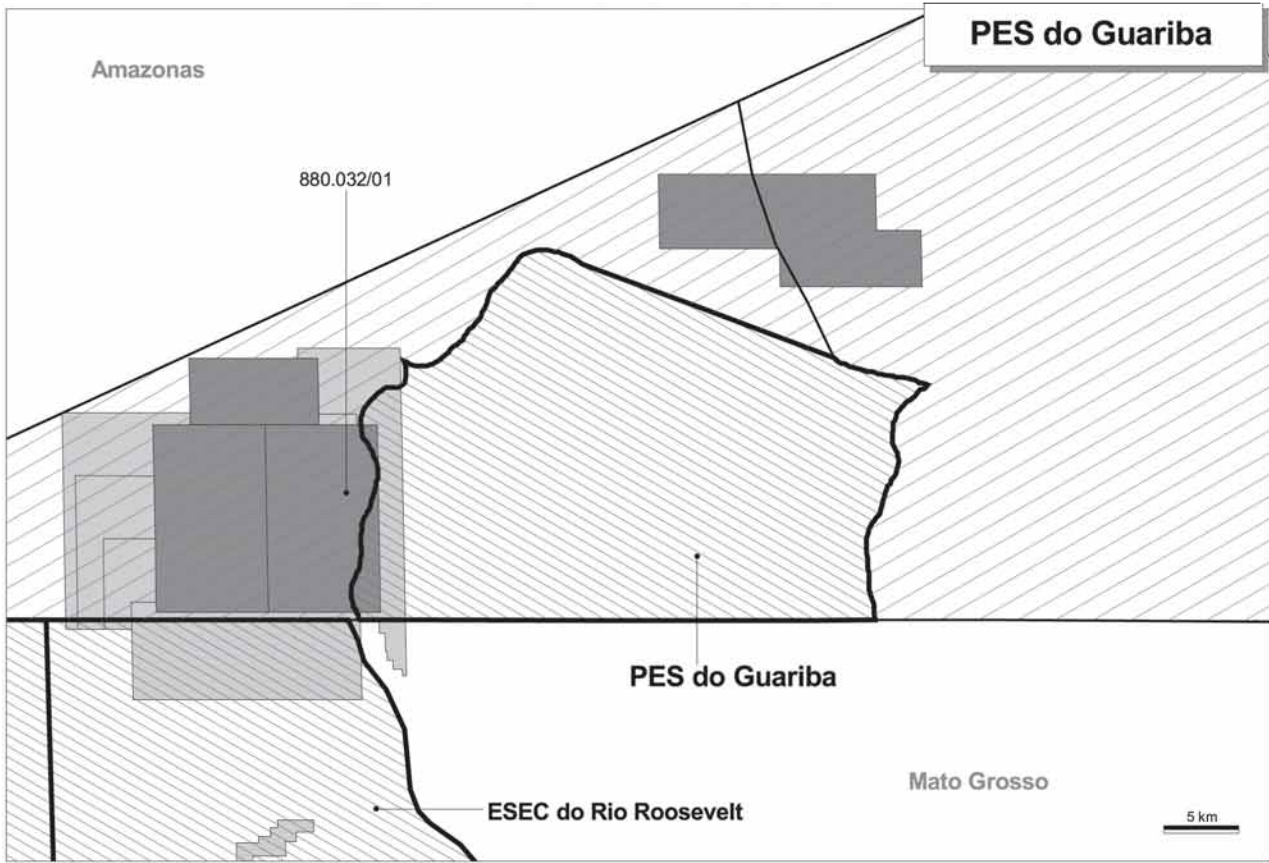 PES do Guariba
Amazonas
880.032/01
PES do Guariba
Mato Grosso
ESEC do Rio Roosevelt
5 km